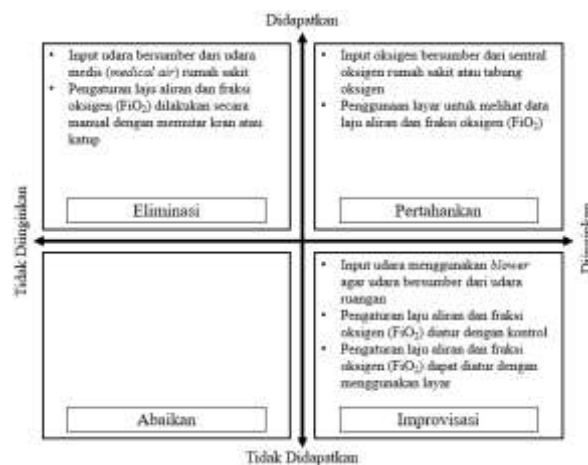 Didapatkan
• Input udara bersumber dari udara
medis (medical air) rumah sakit
• Pengaturan laju aliran dan fraksi
oksigen (FiO2) dilakukan secara
manual dengan memutar kran atau
katup
Eliminasi
• Input oksigen bersumber dari sentral
oksigen rumah sakit atau tabung
oksigen
• Penggunaan layar untuk melihat data
laju aliran dan fraksi oksigen (FiO2)
Pertahankan
Tidak Diinginkan
Diinginkan
Abaikan
• Input udara menggunakan blower
agar udara bersumber dari udara
ruangan
• Pengaturan laju aliran dan fraksi
oksigen (FiO2) diatur dengan kontrol
• Pengaturan laju aliran dan fraksi
oksigen (FiO2) dapat diatur dengan
menggunakan layar
Improvisasi
Tidak Didapatkan